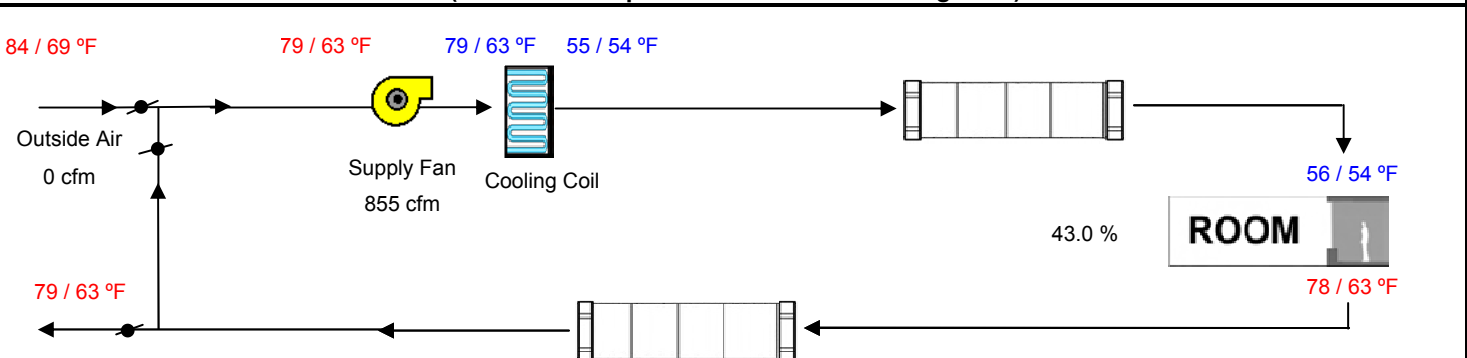 84 / 69 ºF
79 / 63 ºF
79 / 63 ºF
55 / 54 ºF
Outside Air
0 cfm
Supply Fan
855 cfm
Cooling Coil
56 / 54 ºF
43.0 %
ROOM
79 / 63 ºF
78 / 63 ºF